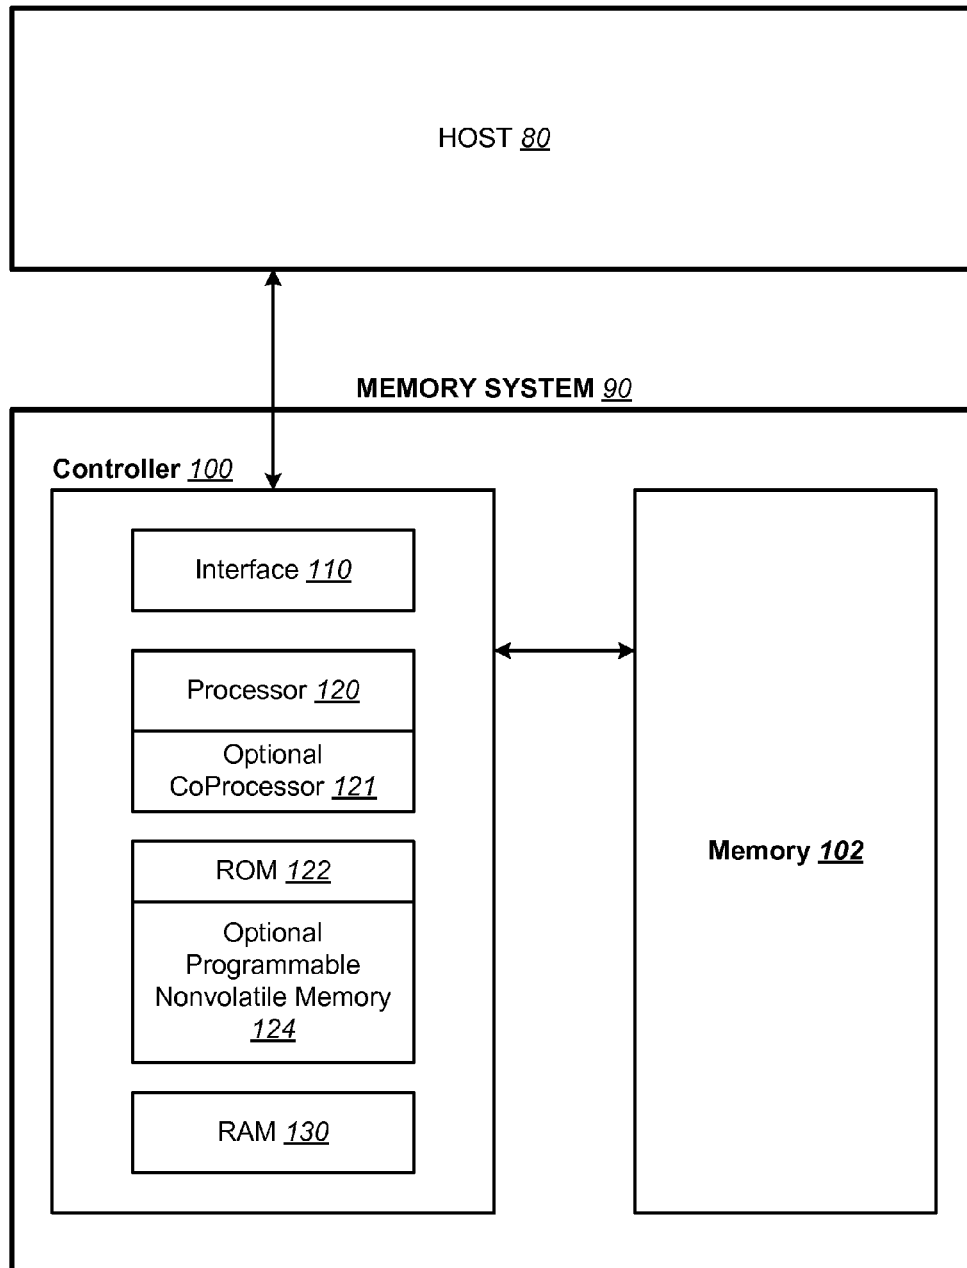 HOST 80
MEMORY SYSTEM 90
Controller 100
Interface 110
Processor 120
Optional
CoProcessor 121
ROM 122
Optional
Programmable
Nonvolatile Memory
124
RAM 130
Memory 102